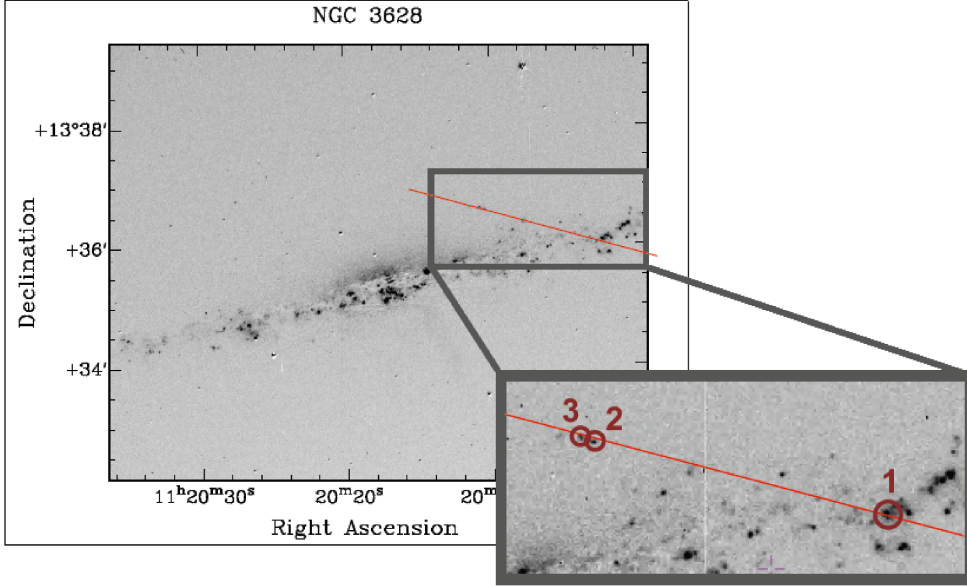 NGC 3628
+13°38′
+36′
+34′
Declination
11ʰ20ᵐ30ˢ
20ᵐ20ˢ
20ᵐ
Right Ascension
3 2
1